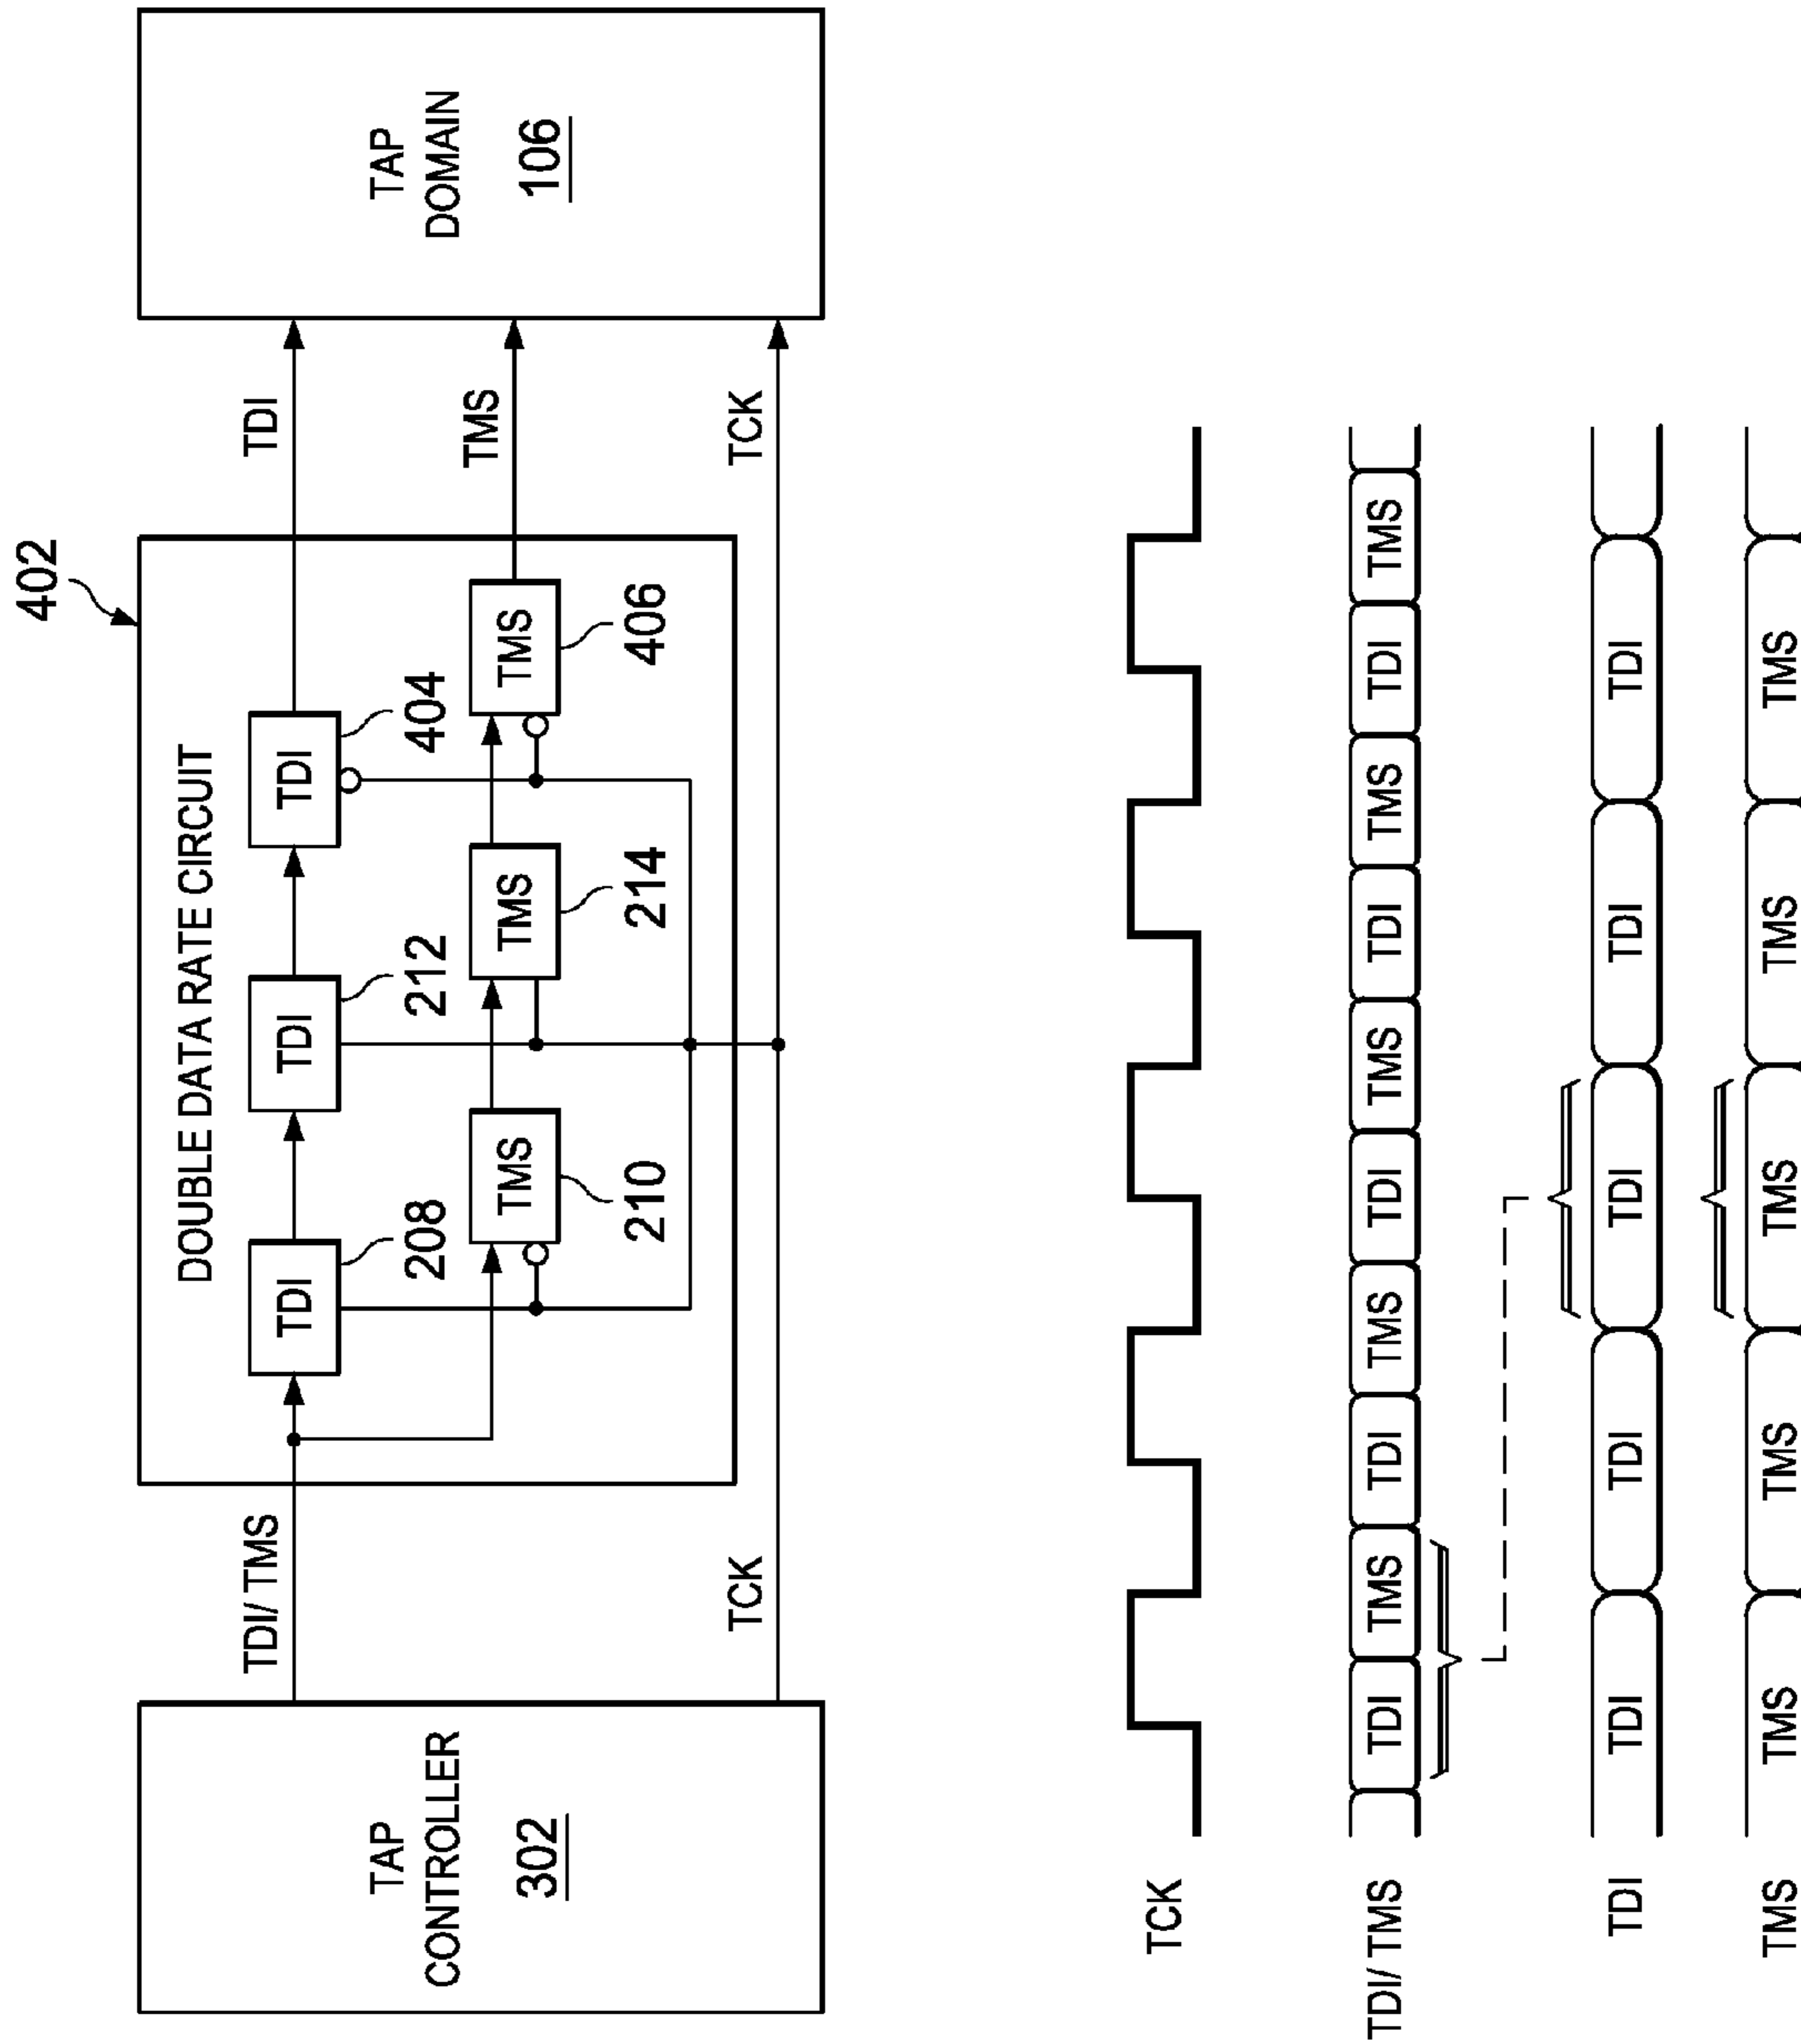 402
DOUBLE DATA RATE CIRCUIT
TAP
CONTROLLER
302
TDI/TMS
TCK
TDI
208
TDI
212
TDI
404
TMS
210
TMS
214
TMS
406
TDI
TMS
TCK
TAP
DOMAIN
106
TCK
TDI/TMS
TDI
TMS
TDI
TMS
TDI
TMS
TDI
TMS
TDI
TMS
TDI
TDI
TDI
TDI
TDI
TDI
TMS
TMS
TMS
TMS
TMS
TMS